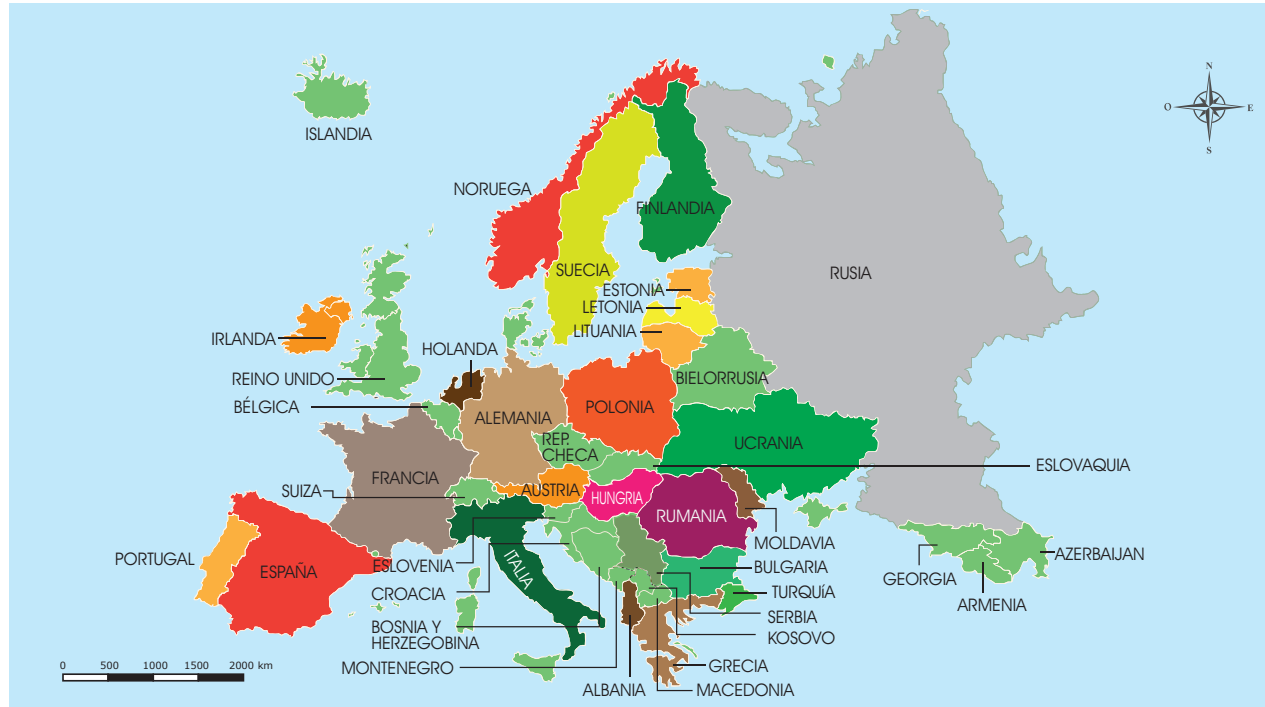 N
O
E
S
ISLANDIA
NORUEGA
FINLANDIA
RUSIA
SUECIA
ESTONIA
LETONIA
LITUANIA
IRLANDA
HOLANDA
REINO UNIDO
BIELORRUSIA
BÉLGICA
POLONIA
ALEMANIA
UCRANIA
REP.
CHECA
ESLOVAQUIA
FRANCIA
SUIZA
AUSTRIA
HUNGRIA
RUMANIA
MOLDAVIA
PORTUGAL
ESPAÑA
ESLOVENIA
ITALIA
BULGARIA
AZERBAIJAN
GEORGIA
CROACIA
TURQUíA
ARMENIA
SERBIA
BOSNIA Y
HERZEGOBINA
KOSOVO
MONTENEGRO
GRECIA
ALBANIA
MACEDONIA
0 500 1000 1500 2000 km